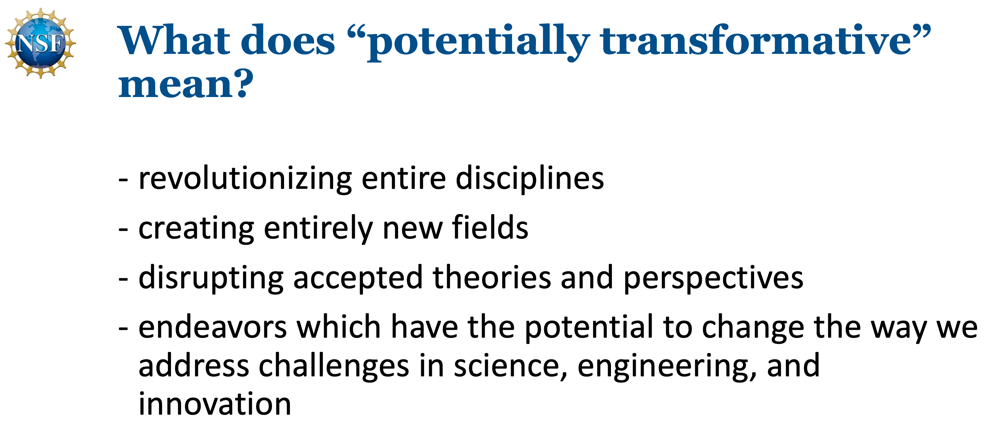 NSF
What does “potentially transformative”
mean?
- revolutionizing entire disciplines
- creating entirely new fields
- disrupting accepted theories and perspectives
- endeavors which have the potential to change the way we
address challenges in science, engineering, and
innovation